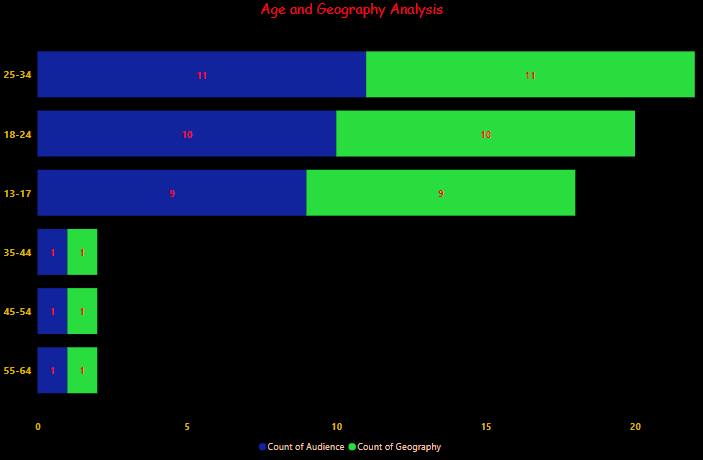 Age and Geography Analysis
25-34 11 11
18-24 10 10
13-17 9 9
35-44 1 1
45-54 1 1
55-64 1 1
0 5 10 15 20
Count of Audience Count of Geography